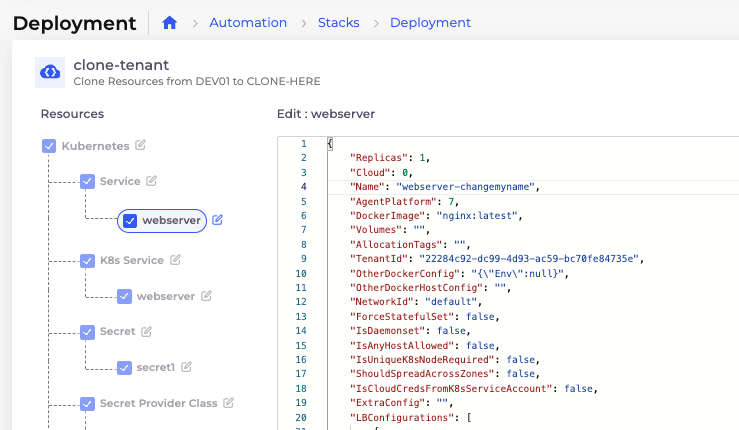 Deployment
Automation
Stacks
Deployment
clone-tenant
Clone Resources from DEV01 to CLONE-HERE
Resources
Kubernetes
Service
webserver
K8s Service
webserver
Secret
secret1
Secret Provider Class
Edit : webserver
1 {
2 "Replicas": 1,
3 "Cloud": 0,
4 "Name": "webserver-changemyname",
5 "AgentPlatform": 7,
6 "DockerImage": "nginx:latest",
7 "Volumes": "",
8 "AllocationTags": "",
9 "TenantId": "22284c92-dc99-4d93-ac59-bc70fe84735e",
10 "OtherDockerConfig": "{\"Env\":null}",
11 "OtherDockerHostConfig": "",
12 "NetworkId": "default",
13 "ForceStatefulSet": false,
14 "IsDaemonset": false,
15 "IsAnyHostAllowed": false,
16 "IsUniqueK8sNodeRequired": false,
17 "ShouldSpreadAcrossZones": false,
18 "IsCloudCredsFromK8sServiceAccount": false,
19 "ExtraConfig": "",
20 "LBConfigurations": [